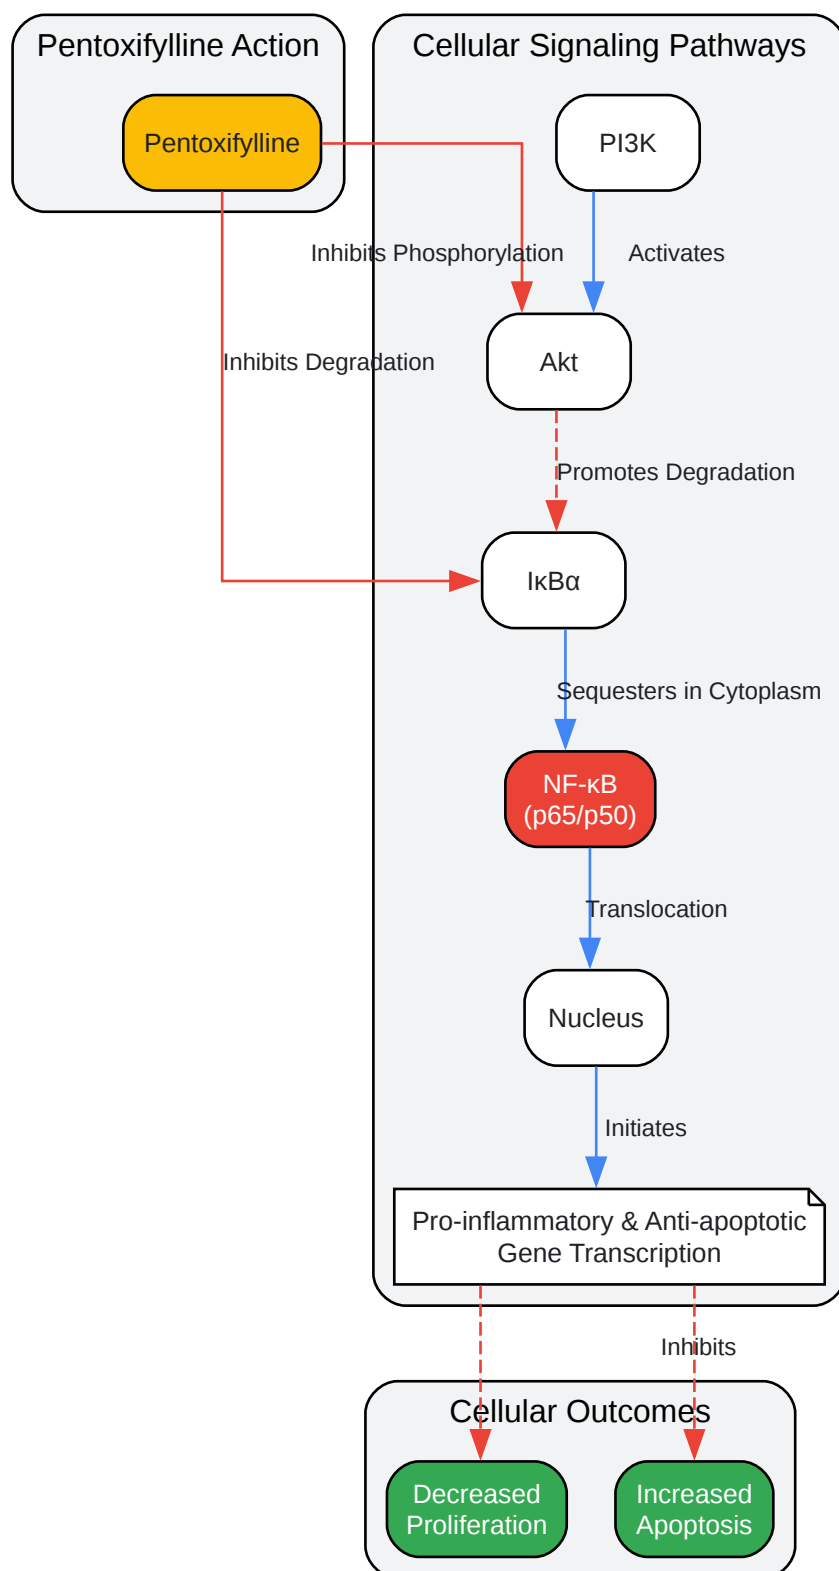 Pentoxifylline Action
Cellular Signaling Pathways
Pentoxifylline
PI3K
Inhibits Phosphorylation
Activates
Akt
Inhibits Degradation
Promotes Degradation
IκBα
Sequesters in Cytoplasm
NF-κB
(p65/p50)
Translocation
Nucleus
Initiates
Pro-inflammatory & Anti-apoptotic
Gene Transcription
Inhibits
Cellular Outcomes
Decreased
Proliferation
Increased
Apoptosis